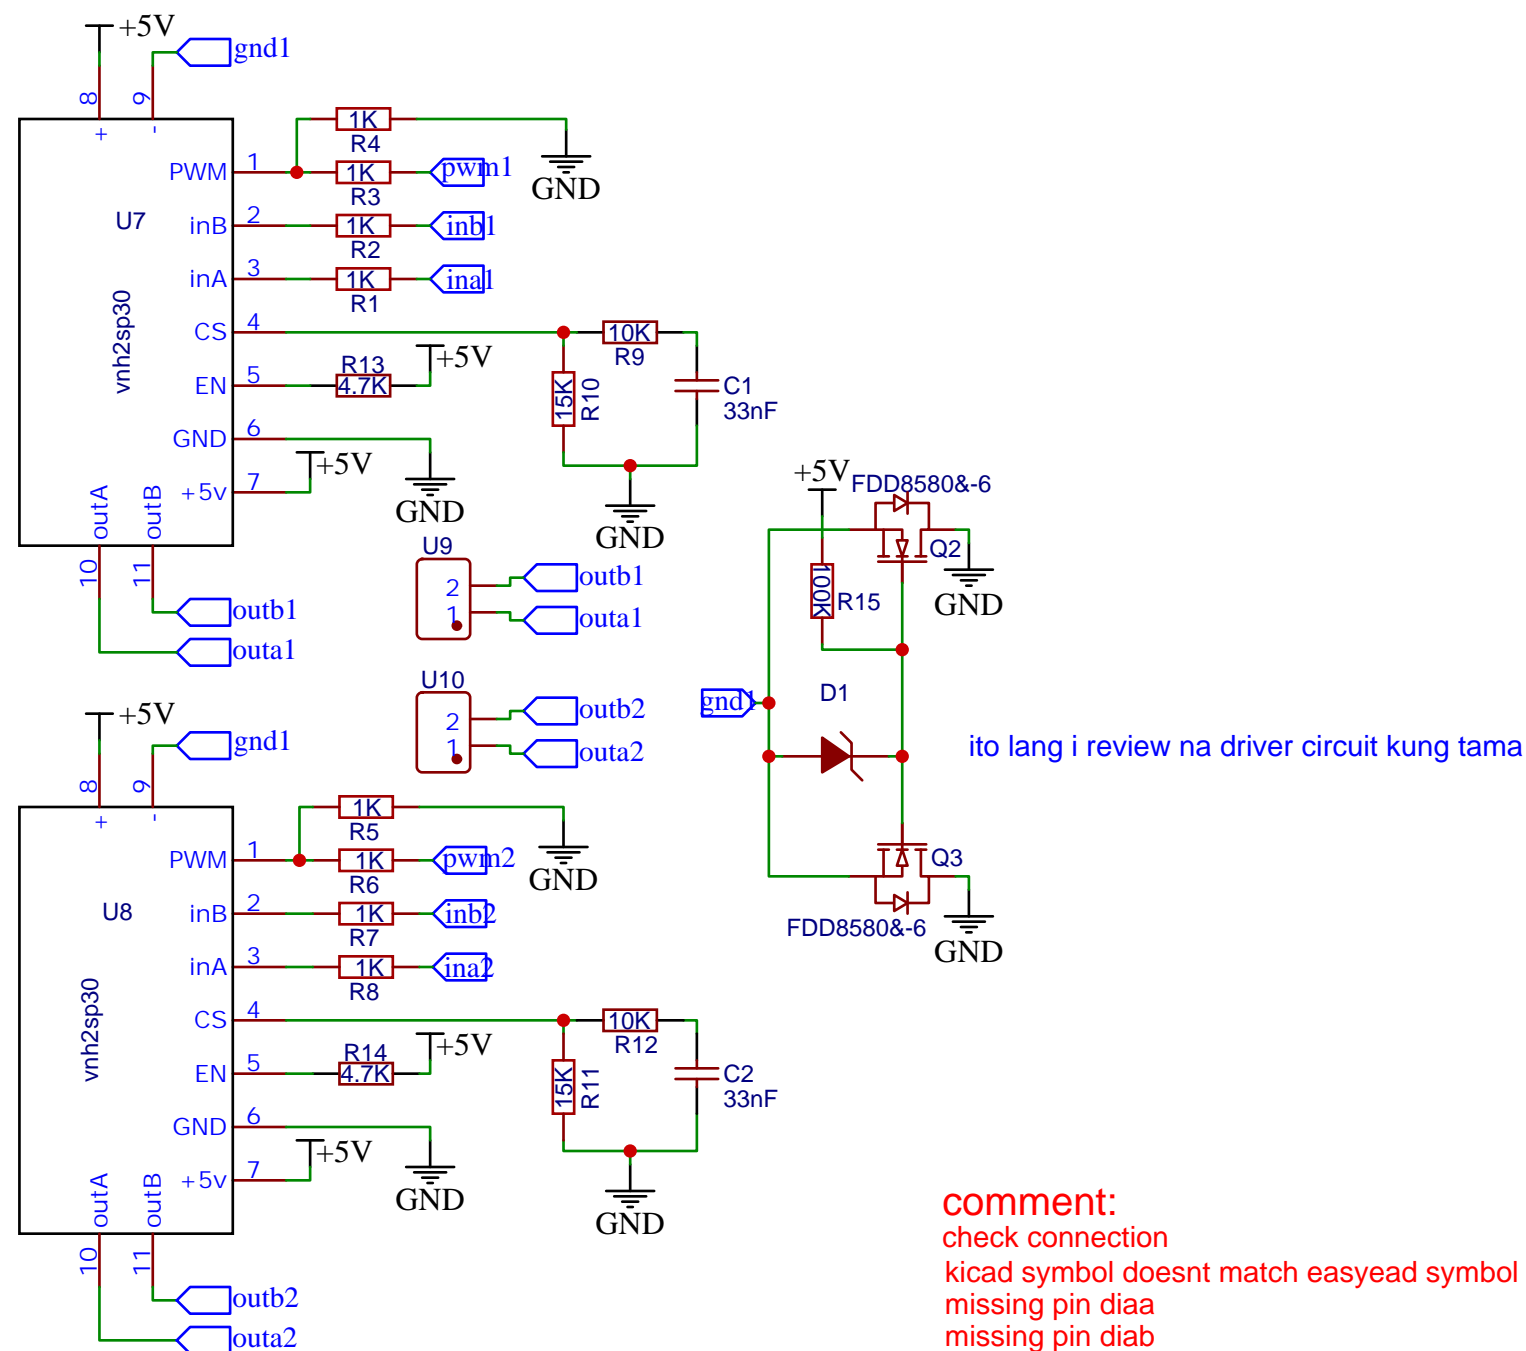 +5V
gnd1
8
9
+
-
1K
R4
PWM
1
1K
pwm1
R3
GND
U7
inB
2
1K
inb1
R2
inA
3
1K
ina1
R1
vnh2sp30
CS
4
10K
R9
+5V
R13
EN
5
4.7K
15K
R10
C1
33nF
GND
6
+5V
+5v
7
GND
GND
outA
outB
10
11
outb1
outa1
U9
2
outb1
1
outa1
U10
2
outb2
1
outa2
+5V
FDD8580&-6
Q2
100K
R15
GND
gnd1
D1
ito lang i review na driver circuit kung tama
Q3
FDD8580&-6
GND
+5V
gnd1
8
9
+
-
1K
R5
PWM
1
1K
pwm2
R6
GND
U8
inB
2
1K
inb2
R7
inA
3
1K
ina2
R8
vnh2sp30
CS
4
10K
R12
+5V
R14
EN
5
4.7K
15K
R11
C2
33nF
GND
6
+5V
+5v
7
GND
GND
outA
outB
10
11
outb2
outa2
comment:
check connection
kicad symbol doesnt match easyead symbol
missing pin diaa
missing pin diab